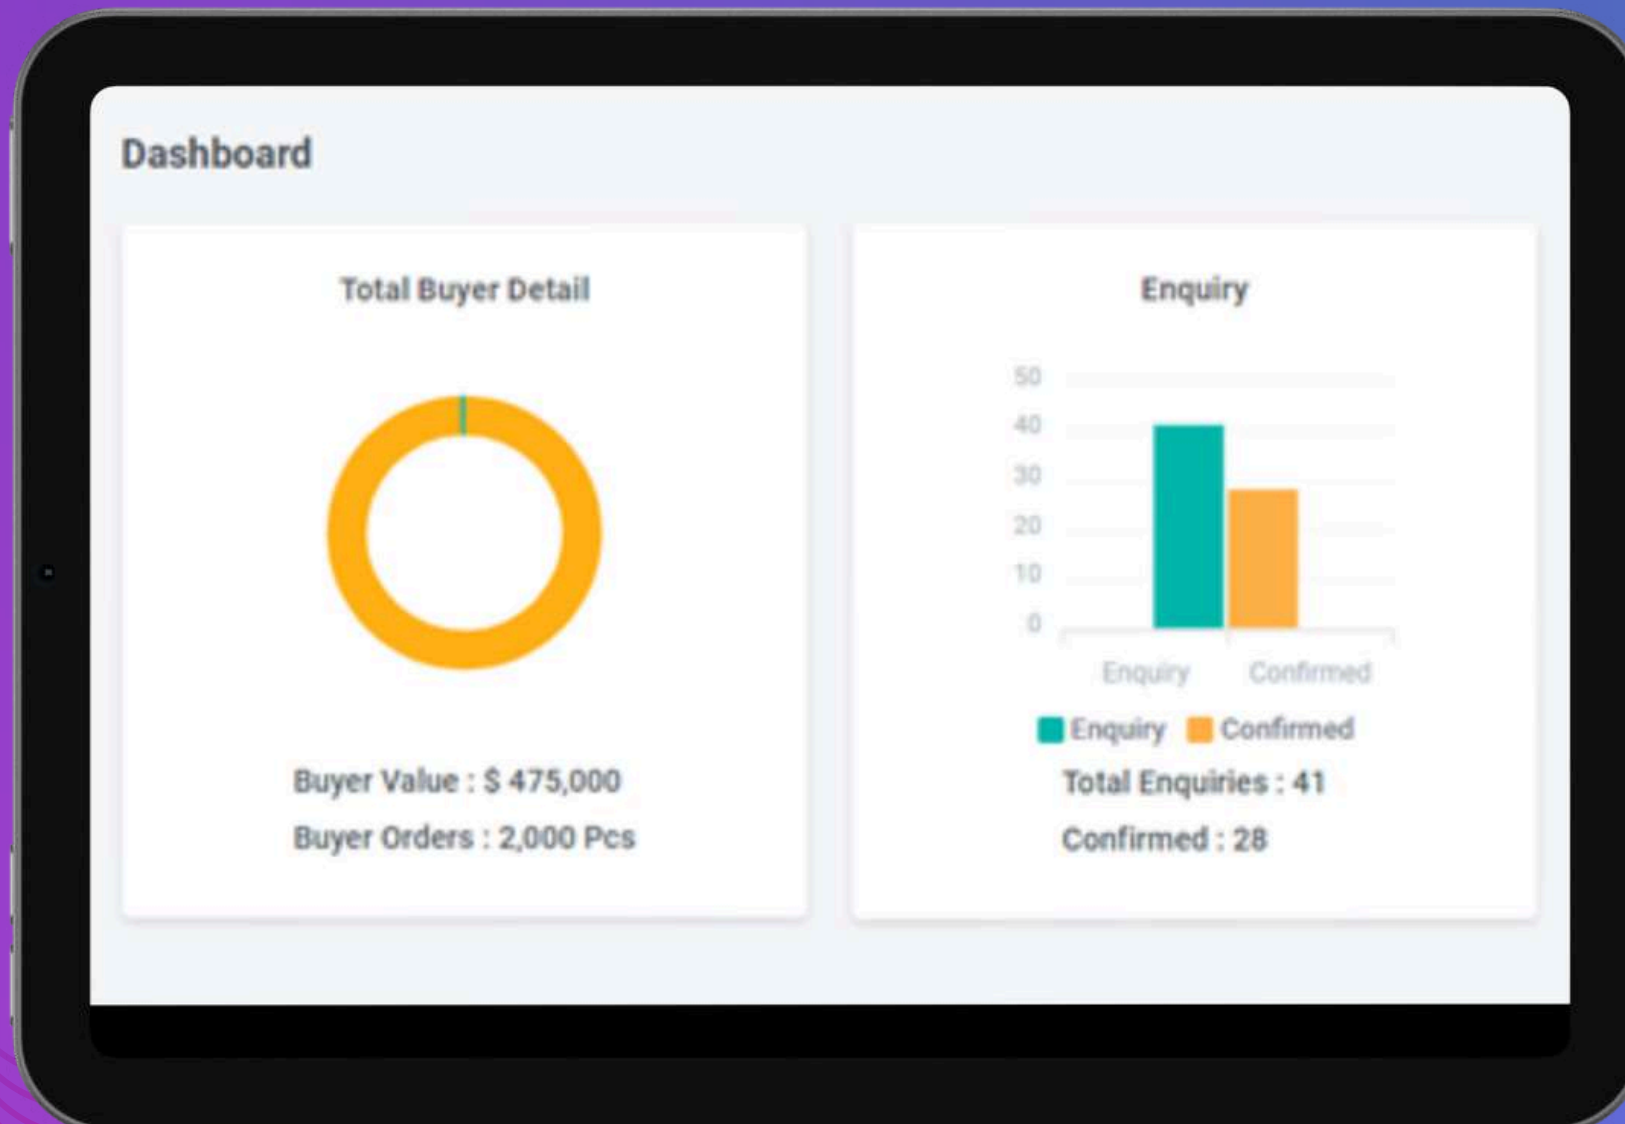 Dashboard
Total Buyer Detail
Buyer Value : $ 475,000
Buyer Orders : 2,000 Pcs
Enquiry
50
40
30
20
10
0
Enquiry Confirmed
Enquiry Confirmed
Total Enquiries : 41
Confirmed : 28